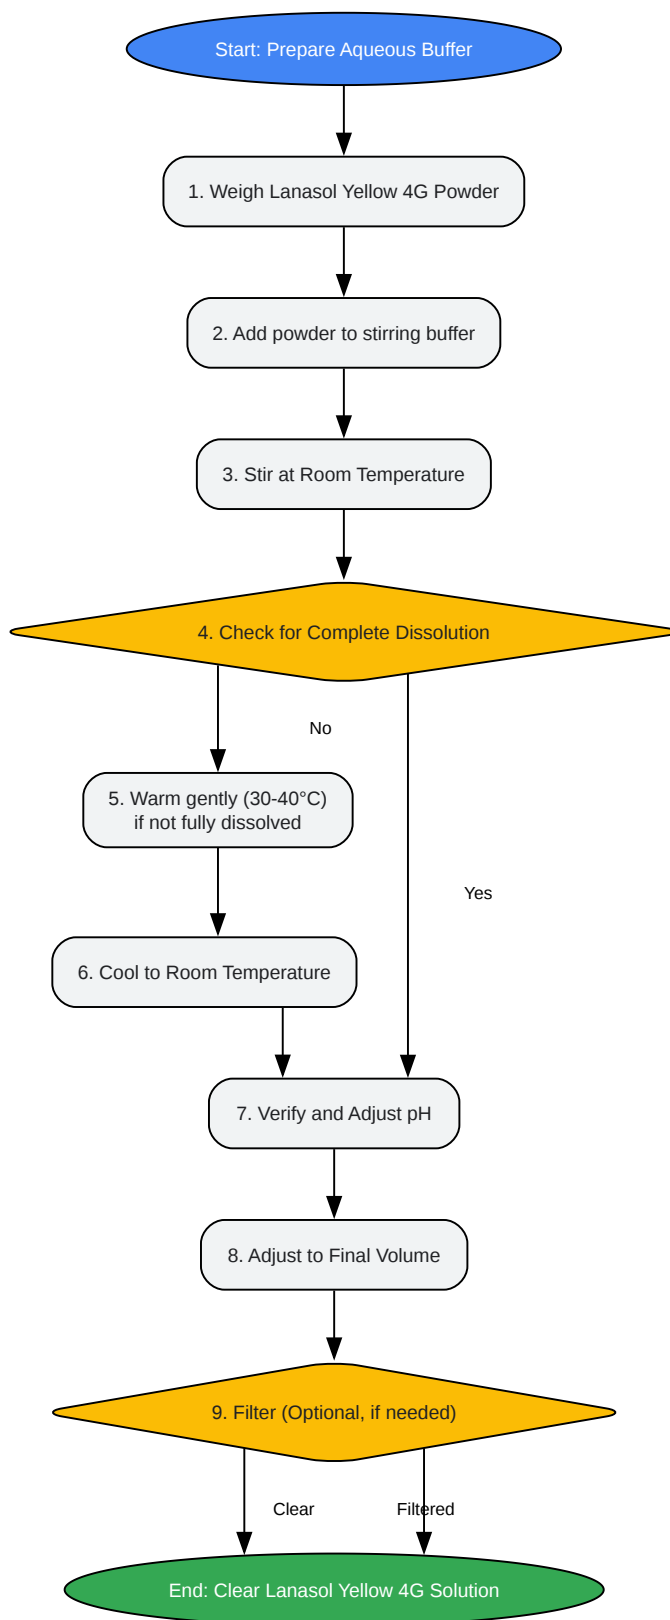 Start: Prepare Aqueous Buffer
1. Weigh Lanasol Yellow 4G Powder
2. Add powder to stirring buffer
3. Stir at Room Temperature
4. Check for Complete Dissolution
No
5. Warm gently (30-40°C)
if not fully dissolved
Yes
6. Cool to Room Temperature
7. Verify and Adjust pH
8. Adjust to Final Volume
9. Filter (Optional, if needed)
Clear
Filtered
End: Clear Lanasol Yellow 4G Solution